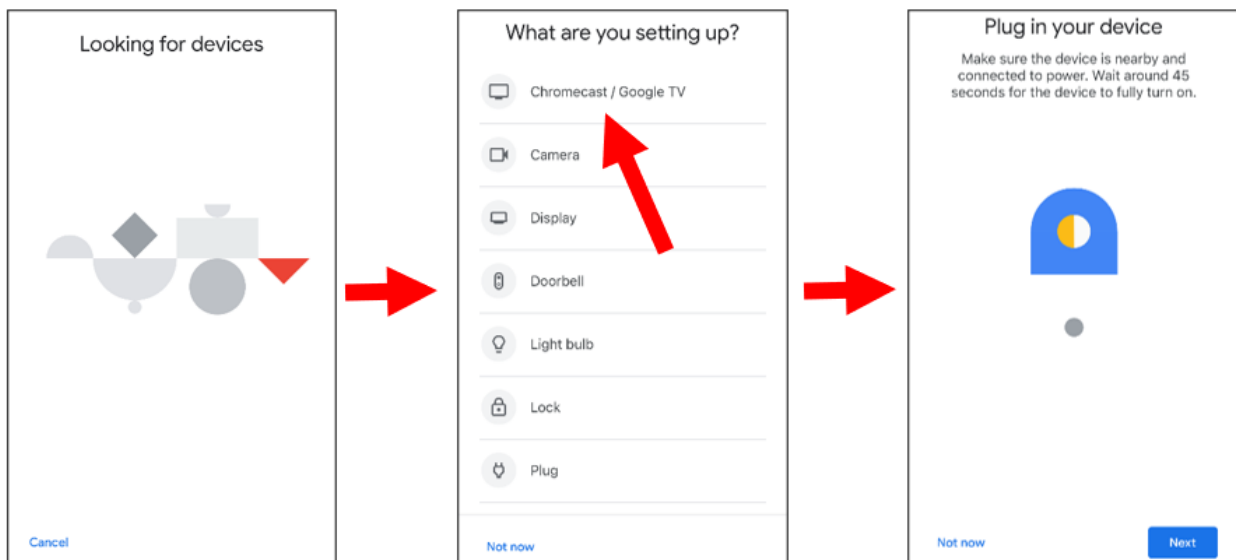 Looking for devices
Cancel
What are you setting up?
Chromecast / Google TV
Camera
Display
Doorbell
Light bulb
Lock
Plug
Not now
Plug in your device
Make sure the device is nearby and
connected to power. Wait around 45
seconds for the device to fully turn on.
Not now
Next